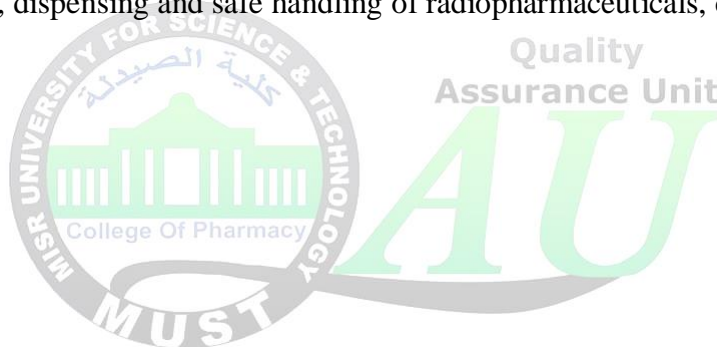 , dispensing and safe handling of radiopharmaceuticals,
Quality
Assurance Unit
AU
MISR UNIVERSITY FOR SCIENCE & TECHNOLOGY
كلية الصيدلة
College Of Pharmacy
MUST